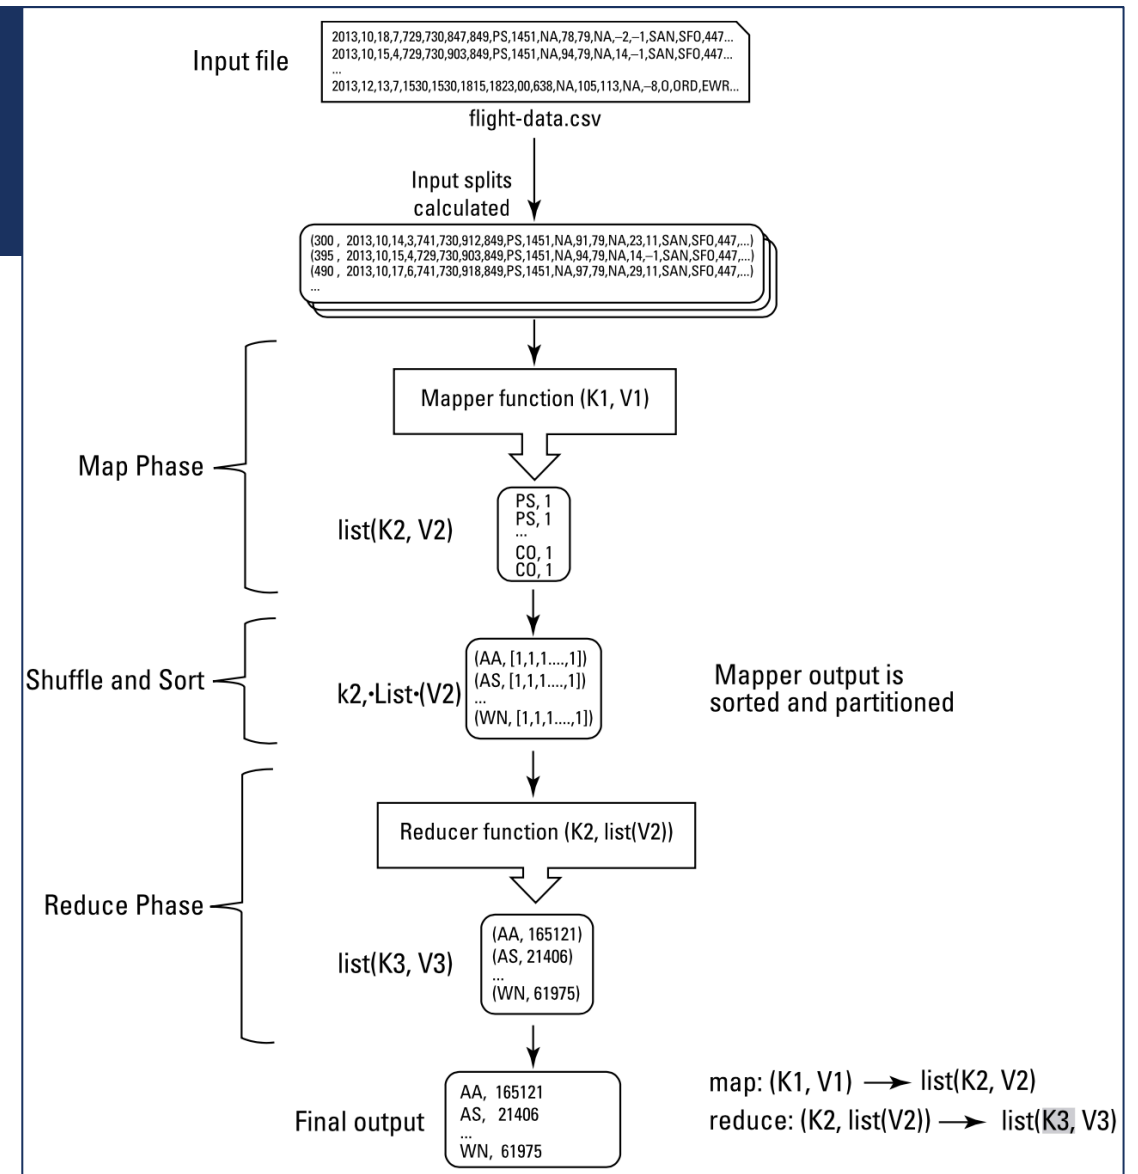 Input file
2013,10,18,7,729,730,847,849,PS,1451,NA,78,79,NA,–2,–1,SAN,SFO,447...
2013,10,15,4,729,730,903,849,PS,1451,NA,94,79,NA,14,–1,SAN,SFO,447...
...
2013,12,13,7,1530,1530,1815,1823,00,638,NA,105,113,NA,–8,0,ORD,EWR...
flight-data.csv
Input splits
calculated
(300 , 2013,10,14,3,741,730,912,849,PS,1451,NA,91,79,NA,23,11,SAN,SFO,447,...)
(395 , 2013,10,15,4,729,730,903,849,PS,1451,NA,94,79,NA,14,–1,SAN,SFO,447,...)
(490 , 2013,10,17,6,741,730,918,849,PS,1451,NA,97,79,NA,29,11,SAN,SFO,447,...)
...
Mapper function (K1, V1)
Map Phase
list(K2, V2)
PS, 1
PS, 1
...
CO, 1
CO, 1
Shuffle and Sort
k2,·List·(V2)
(AA, [1,1,1....,1])
(AS, [1,1,1....,1])
...
(WN, [1,1,1....,1])
Mapper output is
sorted and partitioned
Reducer function (K2, list(V2))
Reduce Phase
list(K3, V3)
(AA, 165121)
(AS, 21406)
...
(WN, 61975)
Final output
AA, 165121
AS, 21406
...
WN, 61975
map: (K1, V1) → list(K2, V2)
reduce: (K2, list(V2)) → list(K3, V3)